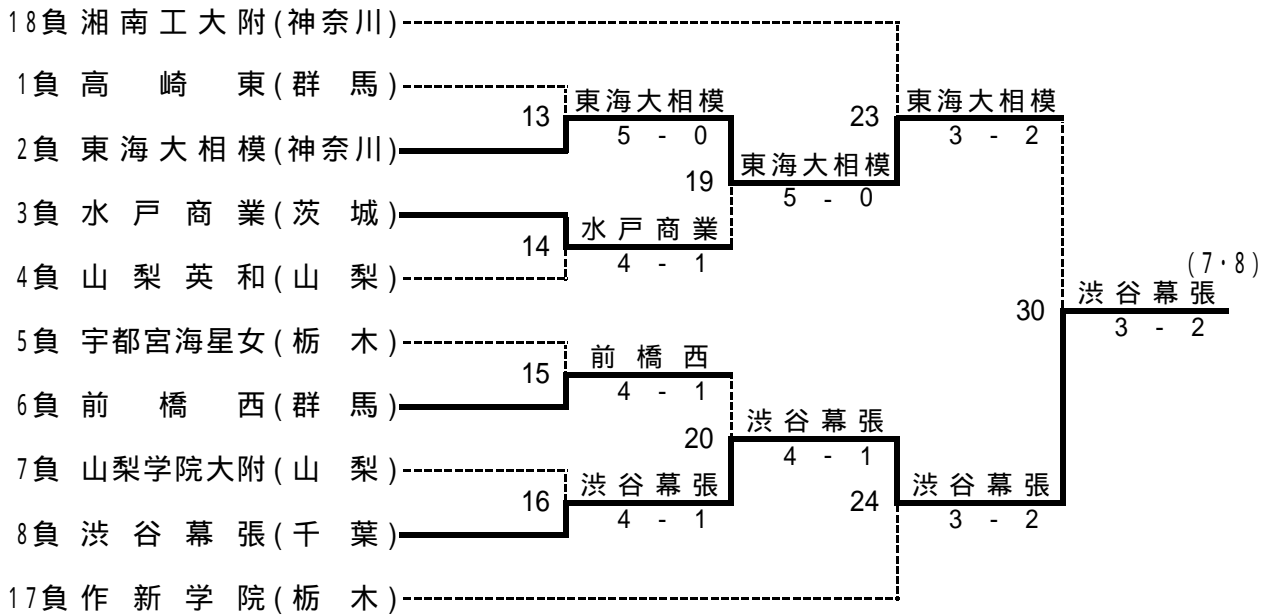 18負 湘南工大附(神奈川)
1負 高崎東(群馬)
13 東海大相模 23 東海大相模
5 - 0 3 - 2
2負 東海大相模(神奈川)
19 東海大相模
5 - 0
3負 水戸商業(茨城)
14 水戸商業
4 - 1
4負 山梨英和(山梨)
(7・8)
30 渋谷幕張
3 - 2
5負 宇都宮海星女(栃木)
15 前橋西
4 - 1
6負 前橋西(群馬)
20 渋谷幕張
4 - 1
7負 山梨学院大附(山梨)
16 渋谷幕張 24 渋谷幕張
4 - 1 3 - 2
8負 渋谷幕張(千葉)
17負 作新学院(栃木)